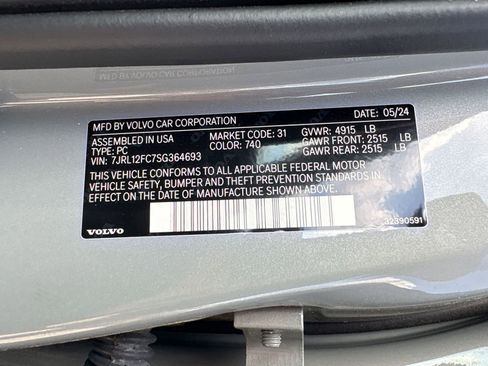 MFD BY VOLVO CAR CORPORATION DATE: 05/24
ASSEMBLED IN USA MARKET CODE: 31 GVWR: 4915 LB
TYPE: PC COLOR: 740 GAWR FRONT: 2515 LB
VIN: 7JRL12FC7SG364693 GAWR REAR: 2515 LB
THIS VEHICLE CONFORMS TO ALL APPLICABLE FEDERAL MOTOR
VEHICLE SAFETY, BUMPER AND THEFT PREVENTION STANDARDS IN
EFFECT ON THE DATE OF MANUFACTURE SHOWN ABOVE.
VOLVO 32390591